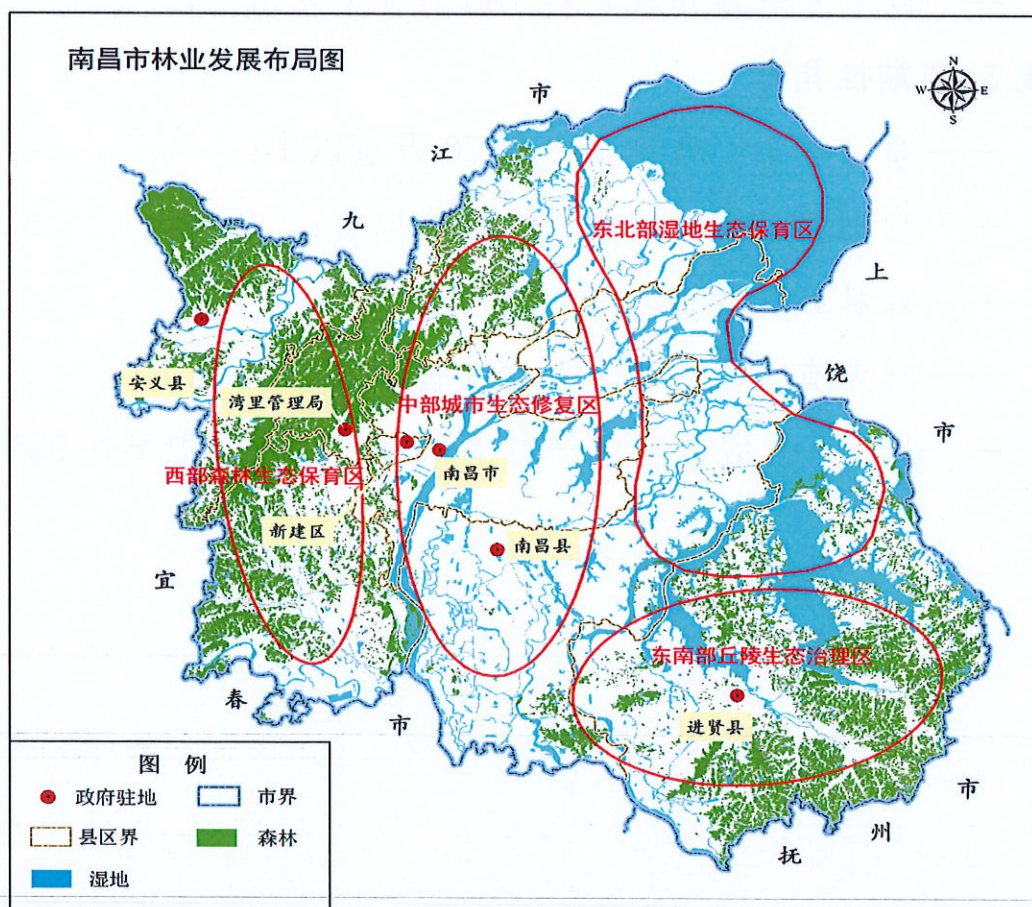 南昌市林业发展布局图
N
W E
S
九
江
市
上
饶
市
宜
春
市
抚
州
市
东北部湿地生态保育区
中部城市生态修复区
西部森林生态保育区
东南部丘陵生态治理区
安义县
湾里管理局
南昌市
新建区
南昌县
进贤县
图 例
政府驻地
市界
县区界
森林
湿地